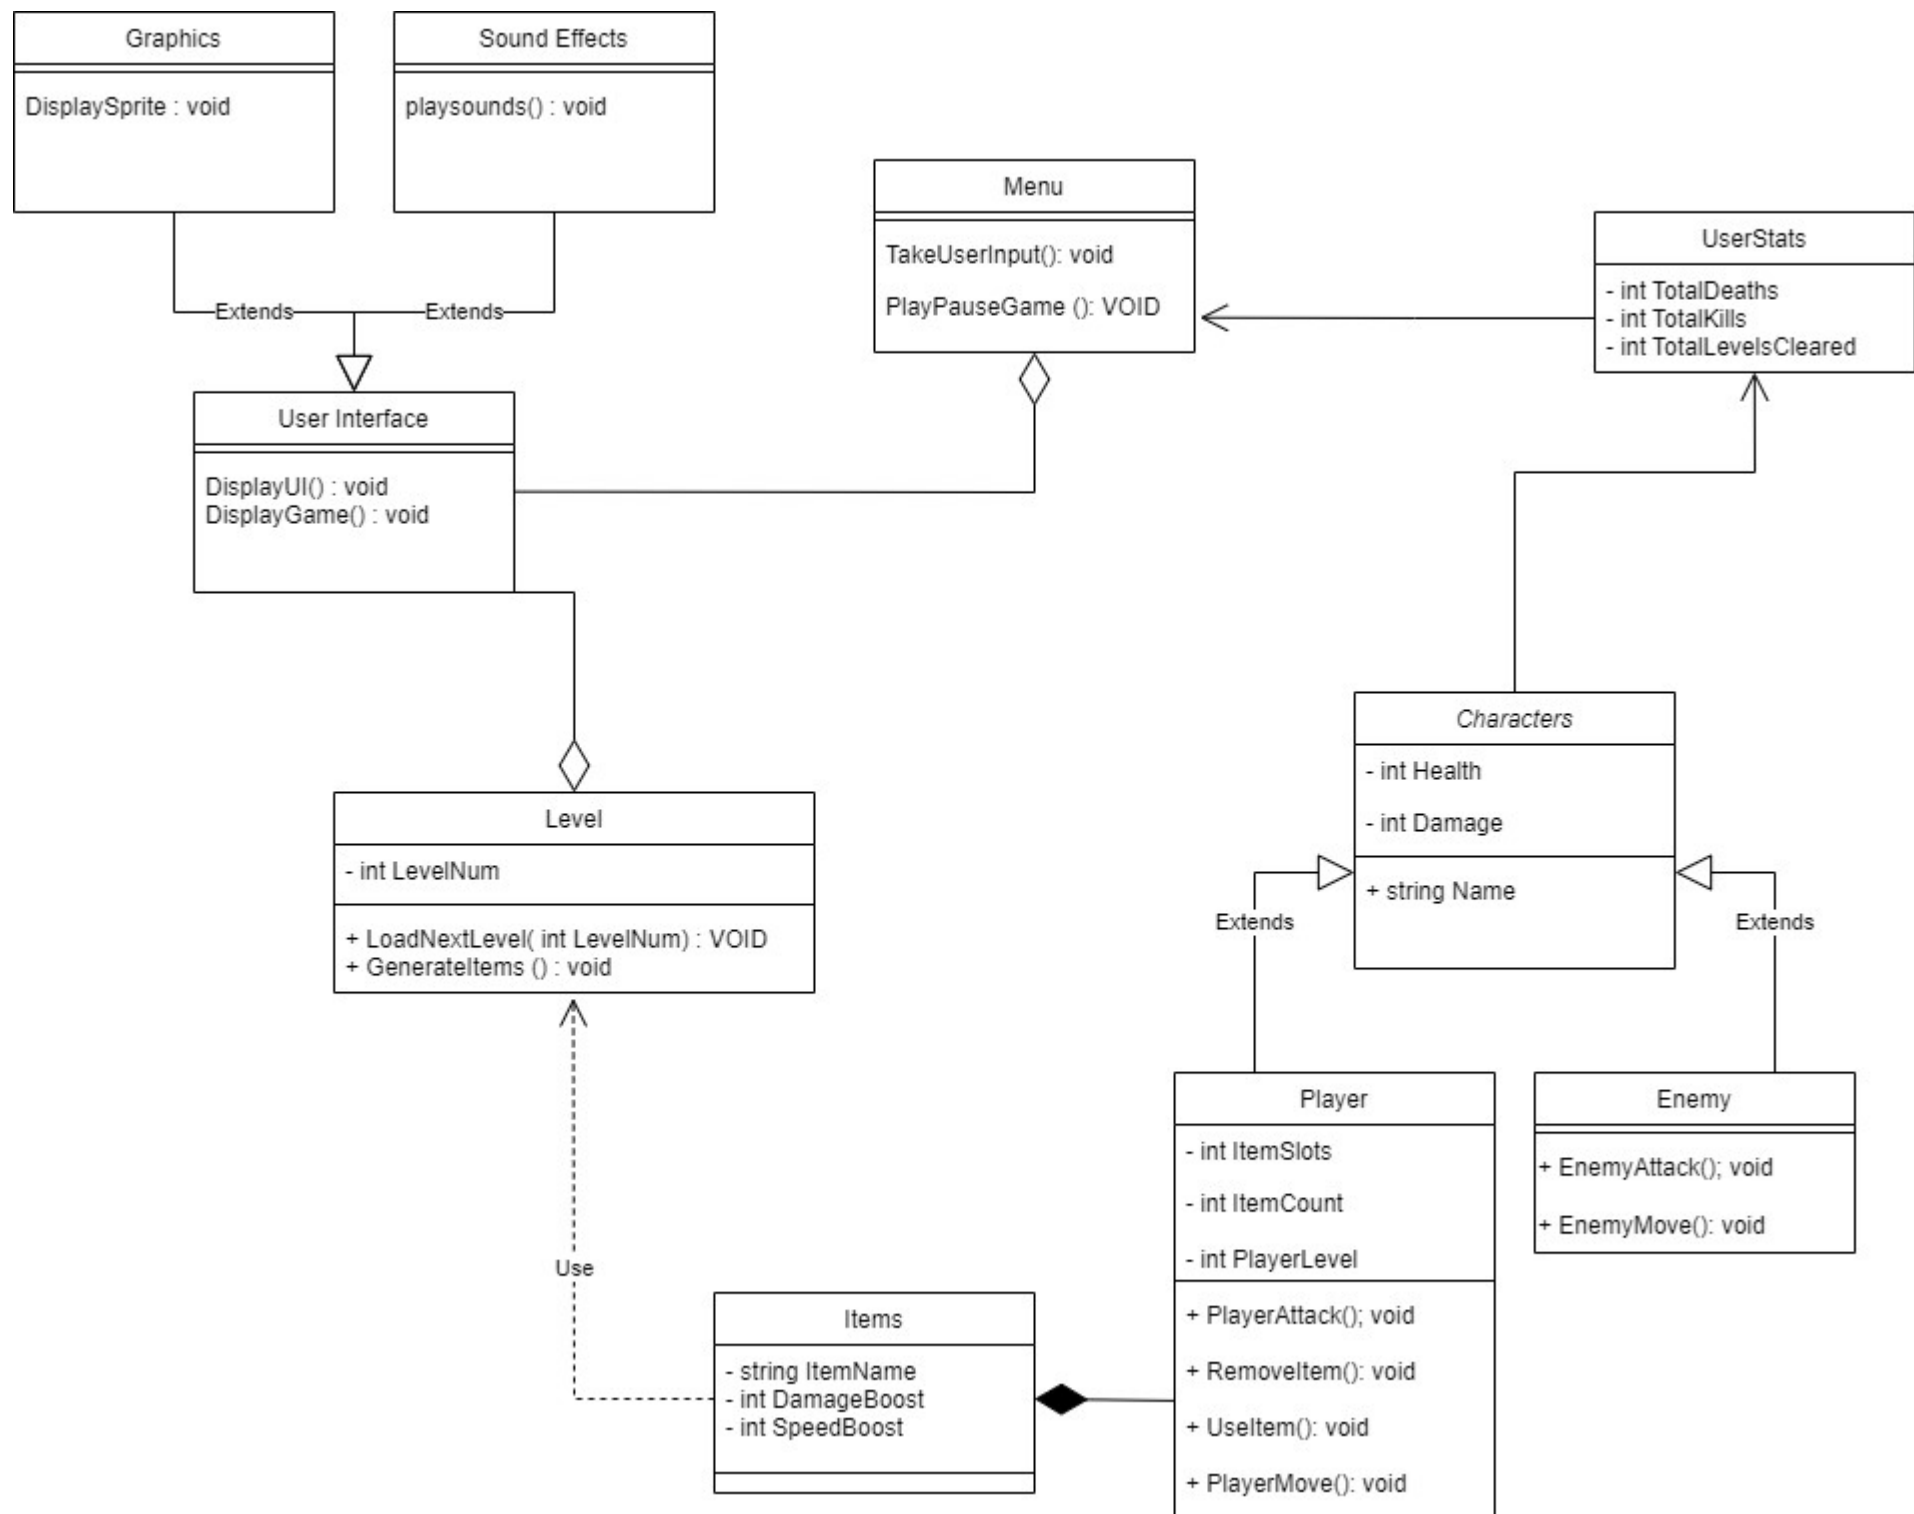 Graphics
DisplaySprite : void
Sound Effects
playsounds() : void
Menu
TakeUserInput(): void
PlayPauseGame (): VOID
UserStats
- int TotalDeaths
- int TotalKills
- int TotalLevelsCleared
Extends
Extends
User Interface
DisplayUI() : void
DisplayGame() : void
Characters
- int Health
- int Damage
+ string Name
Level
- int LevelNum
+ LoadNextLevel( int LevelNum) : VOID
+ GenerateItems () : void
Extends
Extends
Player
- int ItemSlots
- int ItemCount
- int PlayerLevel
+ PlayerAttack(); void
+ RemoveItem(): void
+ UseItem(): void
+ PlayerMove(): void
Enemy
+ EnemyAttack(); void
+ EnemyMove(): void
Use
Items
- string ItemName
- int DamageBoost
- int SpeedBoost